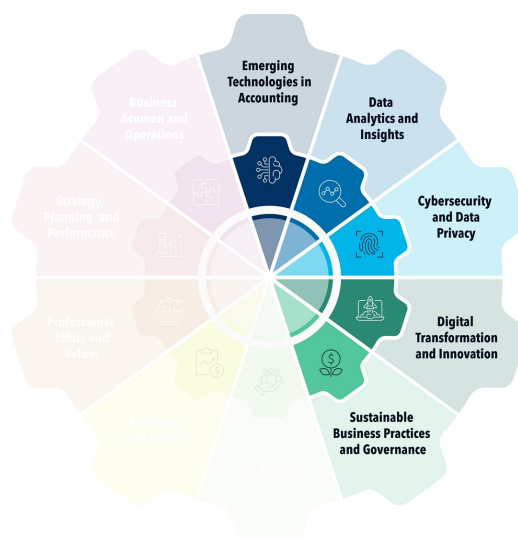 Emerging
Technologies in
Accounting
Data
Analytics and
Insights
Cybersecurity
and Data
Privacy
Digital
Transformation
and Innovation
Sustainable
Business Practices
and Governance
Leadership
Professional
Ethics and
Values
Strategy,
Planning, and
Performance
Business
Acumen and
Operations